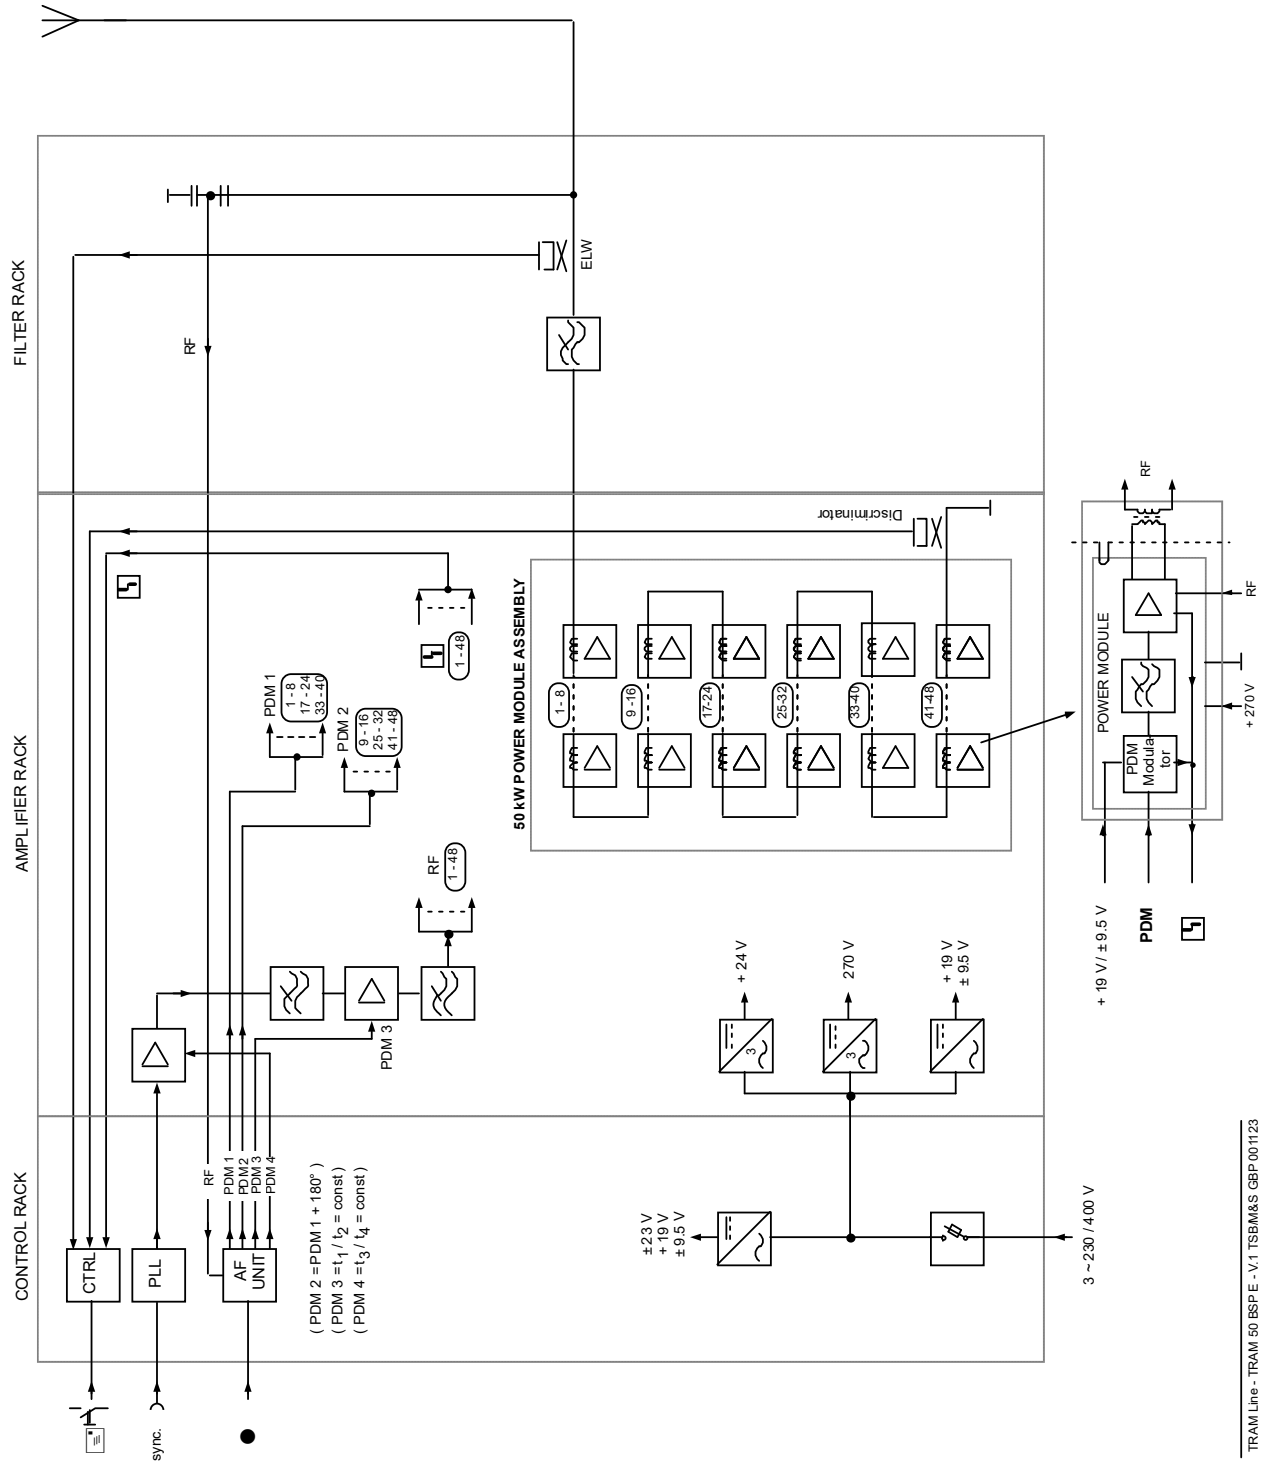 CONTROL RACK
AMPLIFIER RACK
FILTER RACK
sync.
CTRL
PLL
AF
UNIT
RF
PDM 1
PDM2
PDM 3
PDM 4
( PDM 2 = PDM 1 + 180° )
( PDM 3 = t1 / t2 = const )
( PDM 4 = t3 / t4 = const )
PDM 3
RF
1 - 48
PDM 1
1 - 8
17 - 24
33 - 40
PDM 2
9 - 16
25 - 32
41 - 48
1 - 48
RF
ELW
Discriminator
50 kW POWER MODULE ASSEMBLY
1 - 8
9 -16
17-24
25-32
33-40
41-48
± 23 V
+ 19 V
± 9.5 V
3 ~ 230 / 400 V
3
+ 24 V
3
270 V
+ 19 V
± 9.5 V
+ 19 V / ± 9.5 V
PDM
PDM
Modula
tor
POWER MODULE
RF
RF
+ 270 V
TRAM Line - TRAM 50 BSP E - V.1 TSBM&S GBP 001123